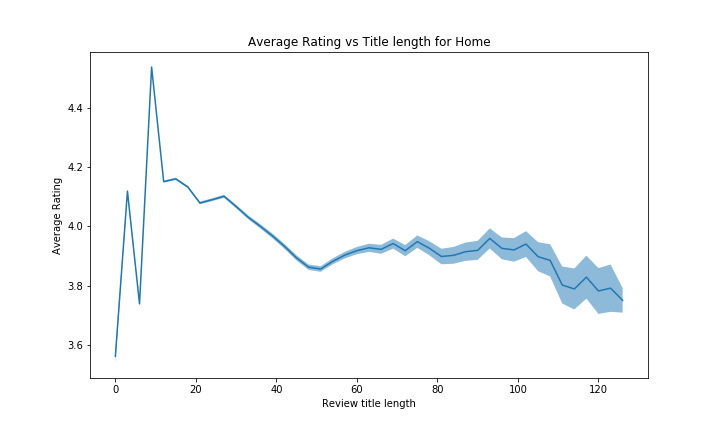 Average Rating vs Title length for Home
Average Rating
4.4
4.2
4.0
3.8
3.6
0 20 40 60 80 100 120
Review title length